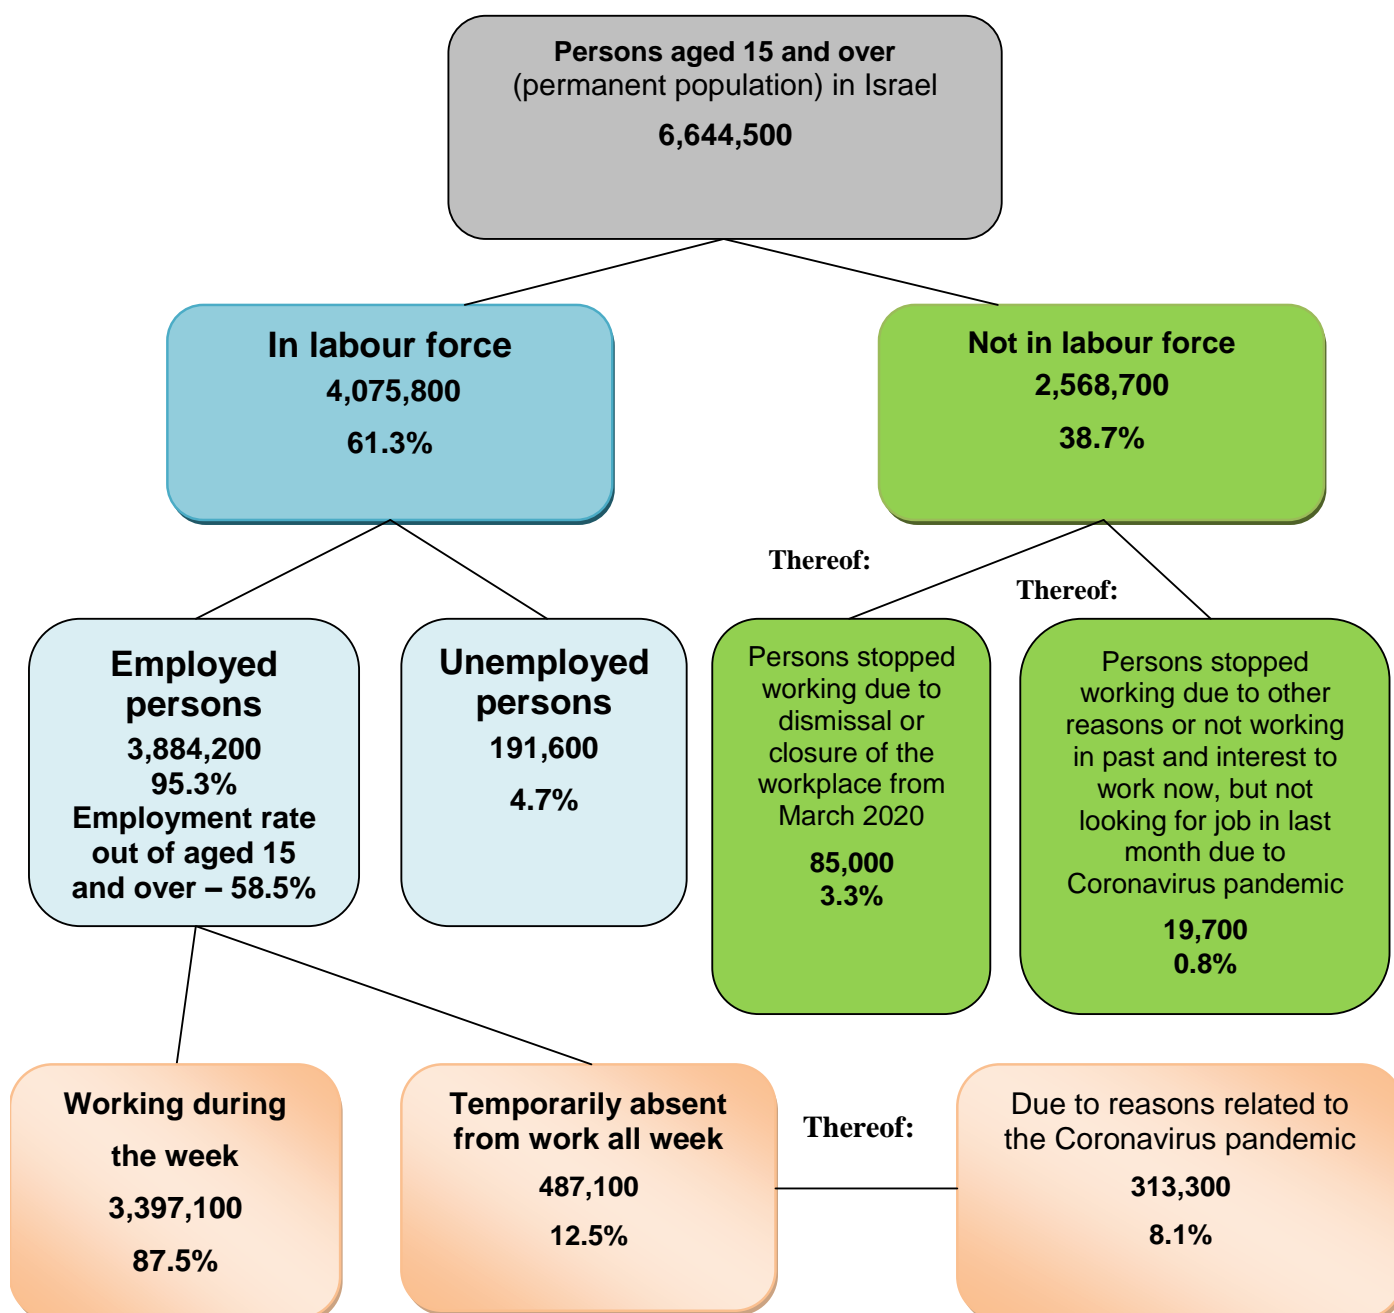 Persons aged 15 and over
(permanent population) in Israel
6,644,500
In labour force
4,075,800
61.3%
Not in labour force
2,568,700
38.7%
Thereof:
Thereof:
Employed
persons
3,884,200
95.3%
Employment rate
out of aged 15
and over – 58.5%
Unemployed
persons
191,600
4.7%
Persons stopped
working due to
dismissal or
closure of the
workplace from
March 2020
85,000
3.3%
Persons stopped
working due to other
reasons or not working
in past and interest to
work now, but not
looking for job in last
month due to
Coronavirus pandemic
19,700
0.8%
Working during
the week
3,397,100
87.5%
Temporarily absent
from work all week
487,100
12.5%
Thereof:
Due to reasons related to
the Coronavirus pandemic
313,300
8.1%